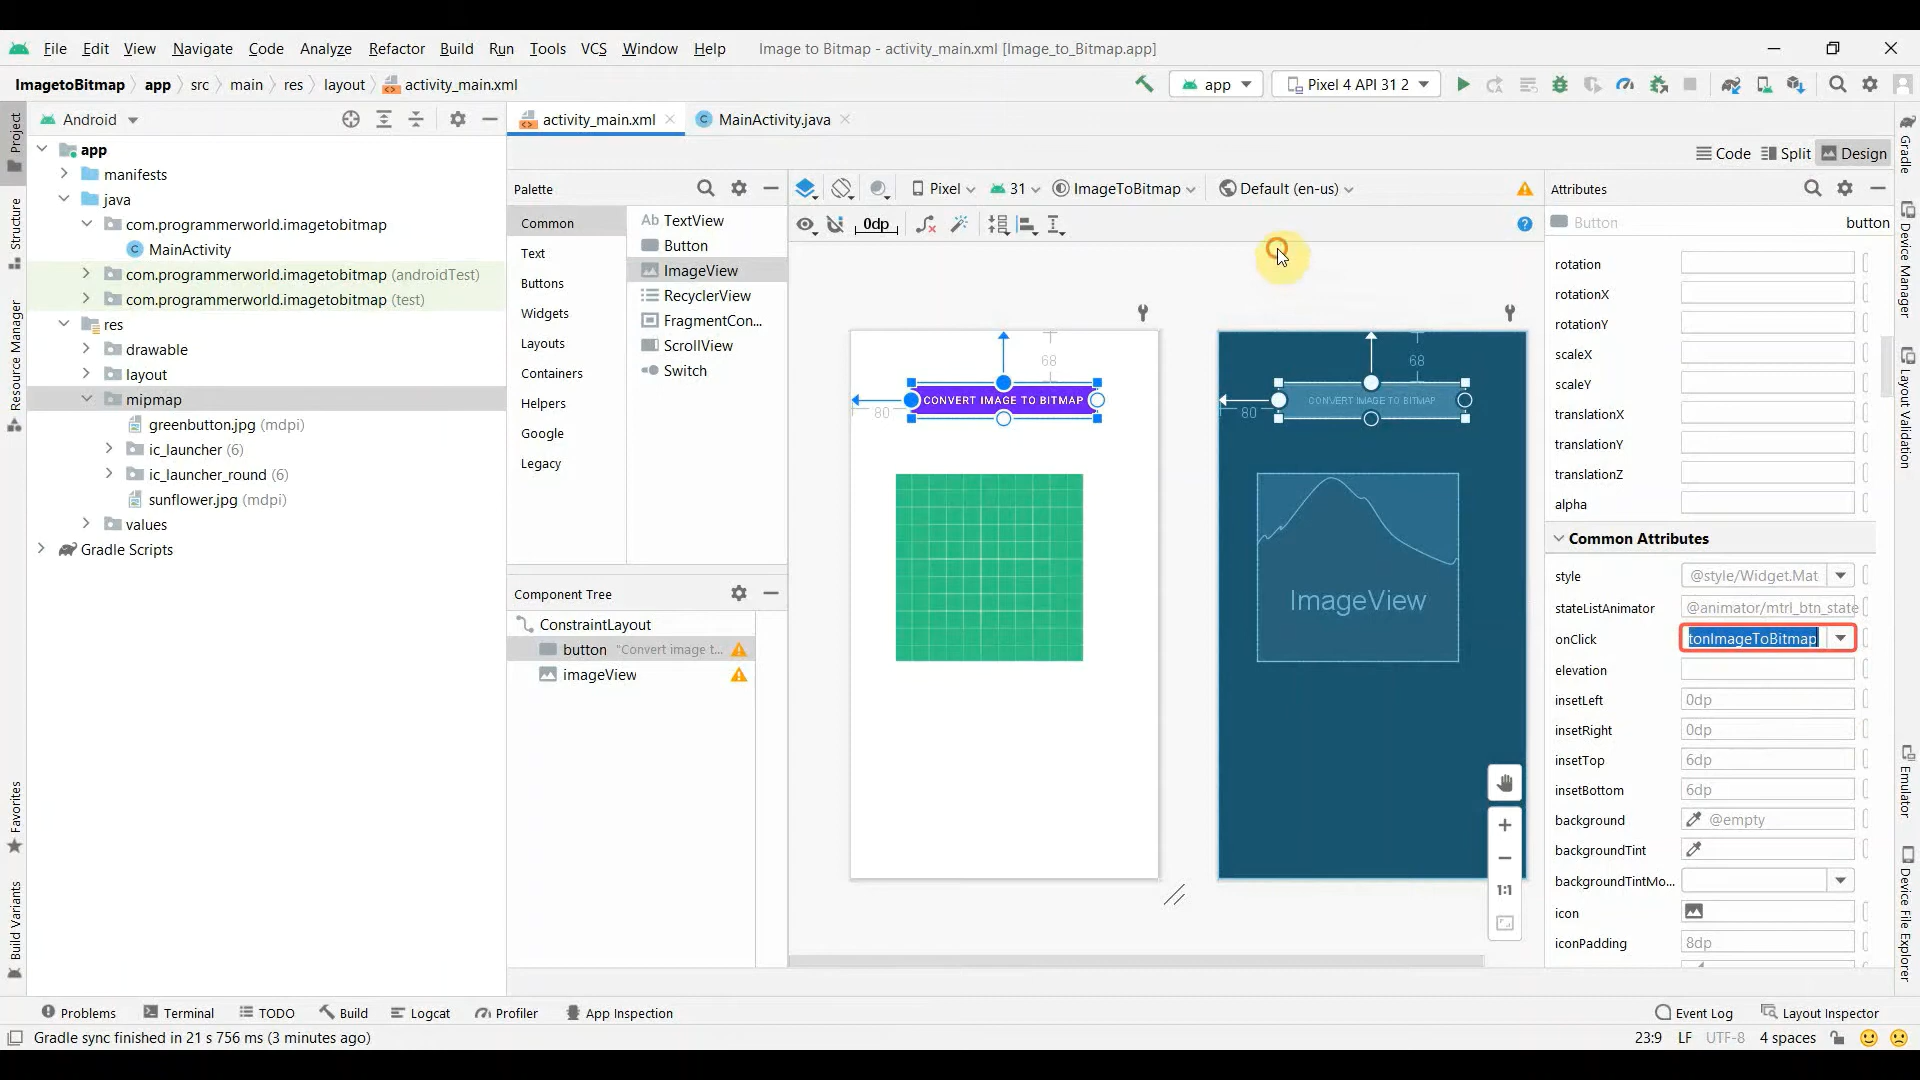 File Edit View Navigate Code Analyze Refactor Build Run Tools VCS Window Help Image to Bitmap - activity_main.xml [Image_to_Bitmap.app]
ImagetoBitmap app src main res layout activity_main.xml app Pixel 4 API 31 2
Android activity_main.xml MainActivity.java
Code Split Design
Project
Structure
Resource Manager
Favorites
Build Variants
app
manifests
java
com.programmerworld.imagetobitmap
MainActivity
com.programmerworld.imagetobitmap (androidTest)
com.programmerworld.imagetobitmap (test)
res
drawable
layout
mipmap
greenbutton.jpg (mdpi)
ic_launcher (6)
ic_launcher_round (6)
sunflower.jpg (mdpi)
values
Gradle Scripts
Palette
Common
Text
Buttons
Widgets
Layouts
Containers
Helpers
Google
Legacy
Ab TextView
Button
ImageView
RecyclerView
FragmentCon...
ScrollView
Switch
Component Tree
ConstraintLayout
button "Convert image t...
imageView
Pixel 31 ImageToBitmap Default (en-us)
0dp
68
80
CONVERT IMAGE TO BITMAP
68
80
CONVERT IMAGE TO BITMAP
ImageView
1:1
Attributes
Button button
rotation
rotationX
rotationY
scaleX
scaleY
translationX
translationY
translationZ
alpha
Common Attributes
style @style/Widget.Mat
stateListAnimator @animator/mtrl_btn_state
onClick tonImageToBitmap
elevation
insetLeft 0dp
insetRight 0dp
insetTop 6dp
insetBottom 6dp
background @empty
backgroundTint
backgroundTintMo...
icon
iconPadding 8dp
Gradle
Device Manager
Layout Validation
Emulator
Device File Explorer
Problems Terminal TODO Build Logcat Profiler App Inspection Event Log Layout Inspector
Gradle sync finished in 21 s 756 ms (3 minutes ago) 23:9 LF UTF-8 4 spaces